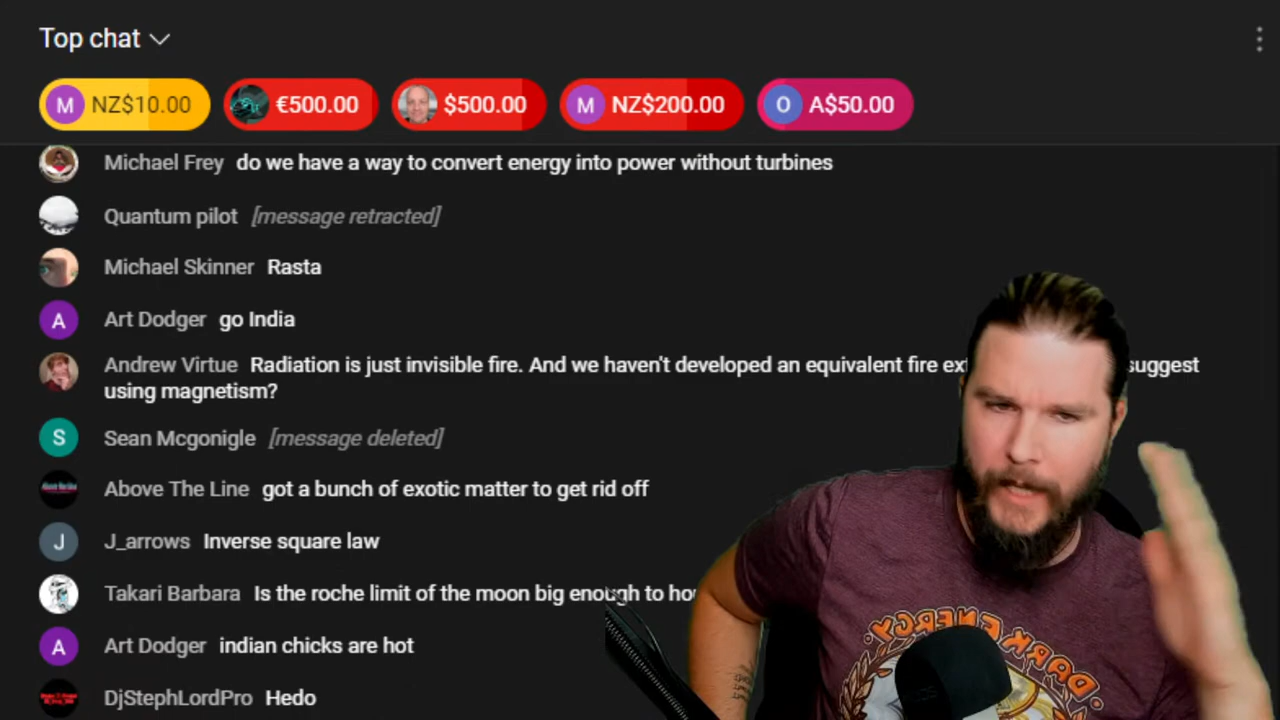 Top chat
M NZ$10.00 €500.00 $500.00 M NZ$200.00 O A$50.00
Michael Frey do we have a way to convert energy into power without turbines
Quantum pilot [message retracted]
Michael Skinner Rasta
A Art Dodger go India
Andrew Virtue Radiation is just invisible fire. And we haven't developed an equivalent fire suggest
using magnetism?
S Sean Mcgonigle [message deleted]
Above The Line got a bunch of exotic matter to get rid off
J J_arrows Inverse square law
Takari Barbara Is the roche limit of the moon big enough to
A Art Dodger indian chicks are hot
DjStephLordPro Hedo
DARK ENERGY